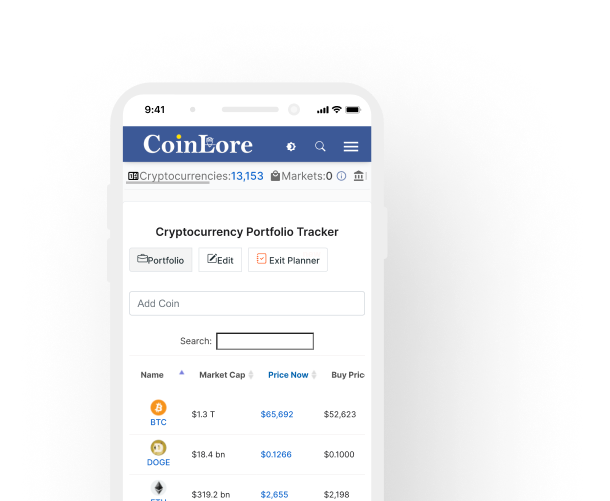 9:41
CoinLore
Cryptocurrencies:13,153 Markets:0
Cryptocurrency Portfolio Tracker
Portfolio Edit Exit Planner
Add Coin
Search:
Name Market Cap Price Now Buy Pric
BTC $1.3 T $65,692 $52,623
DOGE $18.4 bn $0.1266 $0.1000
ETH $319.2 bn $2,655 $2,198